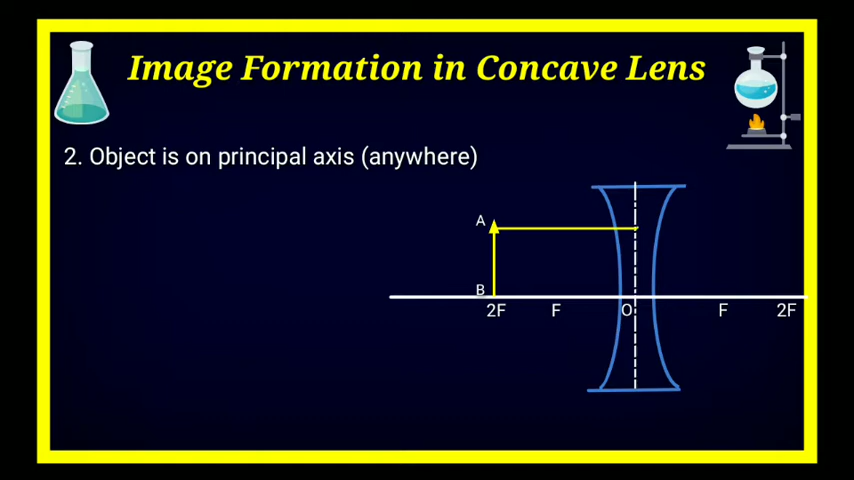 Image Formation in Concave Lens
2. Object is on principal axis (anywhere)
A
B
2F F O F 2F